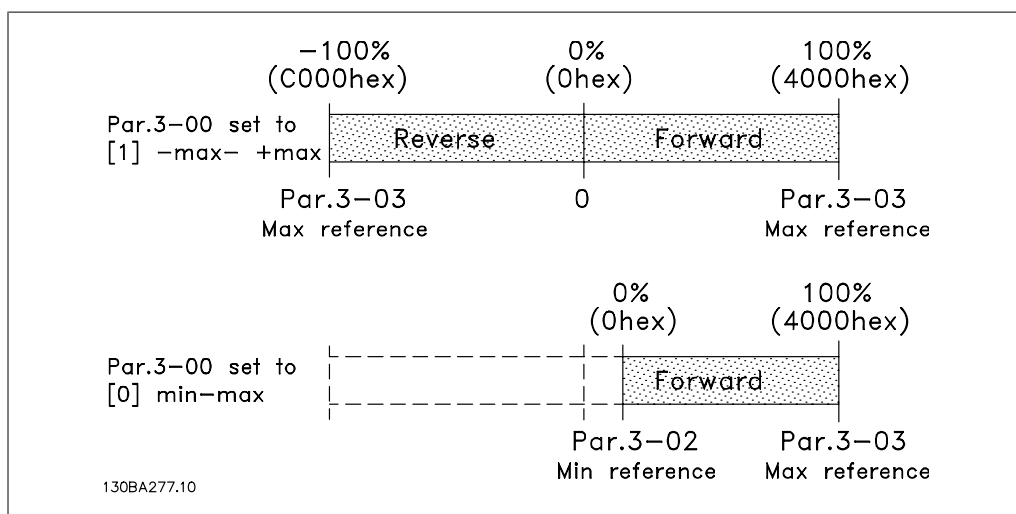 -100% 0% 100%
(C000hex) (0hex) (4000hex)
Par.3-00 set to
[1] -max- +max
Reverse Forward
Par.3-03 0 Par.3-03
Max reference Max reference
0% 100%
(0hex) (4000hex)
Par.3-00 set to
[0] min-max
Forward
Par.3-02 Par.3-03
Min reference Max reference
130BA277.10